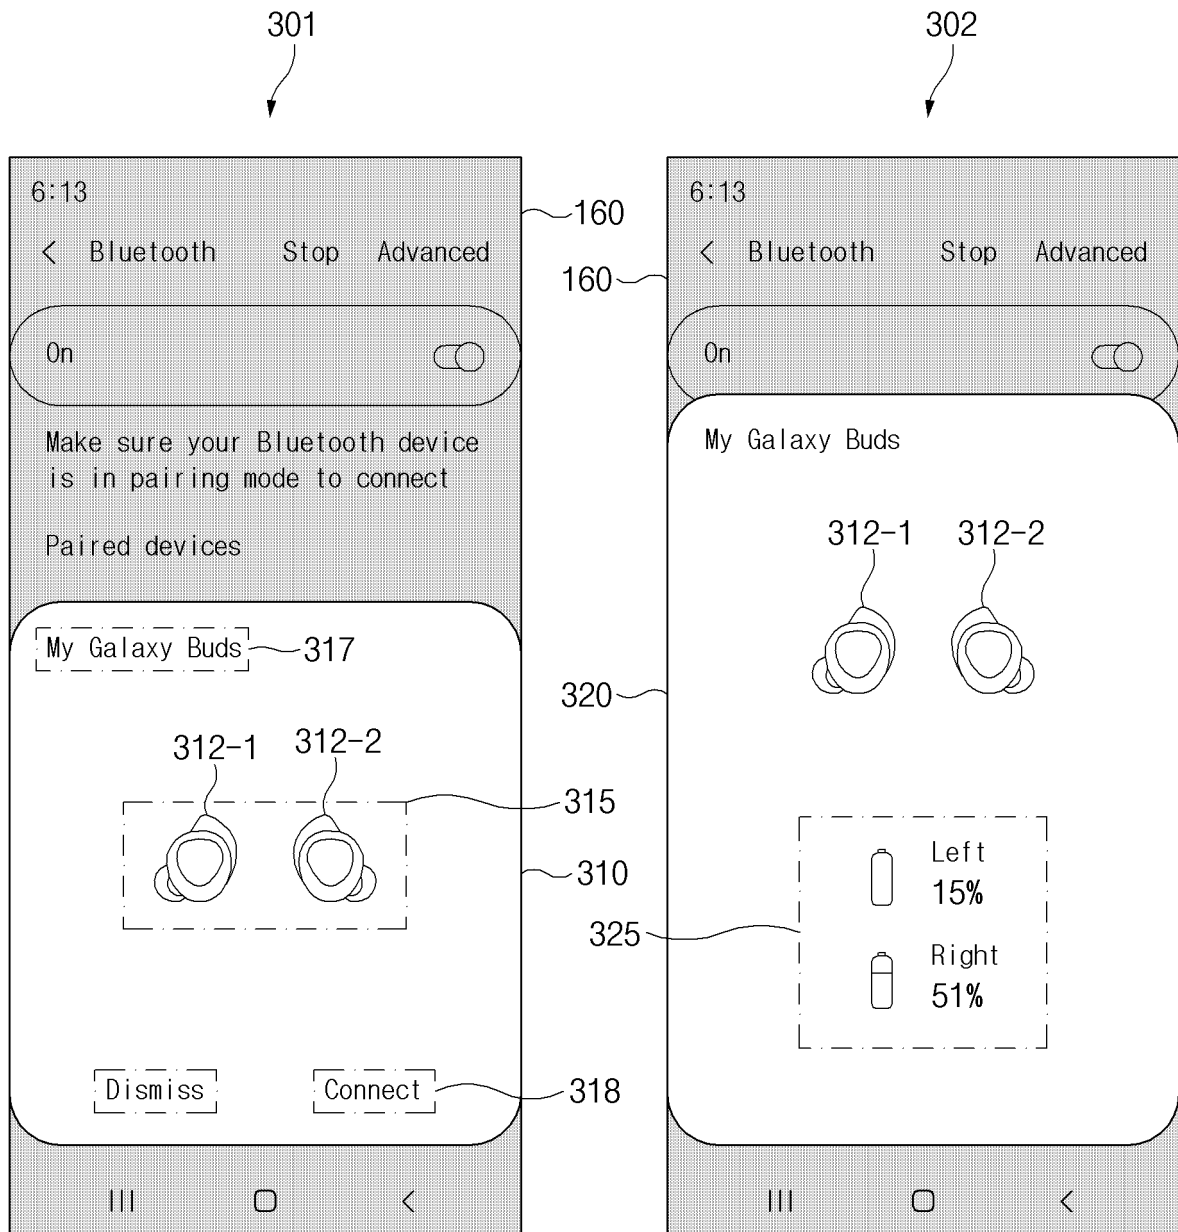 301
302
6:13
160
Bluetooth Stop Advanced
On
Make sure your Bluetooth device
is in pairing mode to connect
Paired devices
My Galaxy Buds
317
312-1
312-2
315
310
Dismiss
Connect
318
6:13
Bluetooth Stop Advanced
160
On
My Galaxy Buds
312-1
312-2
320
325
Left
15%
Right
51%